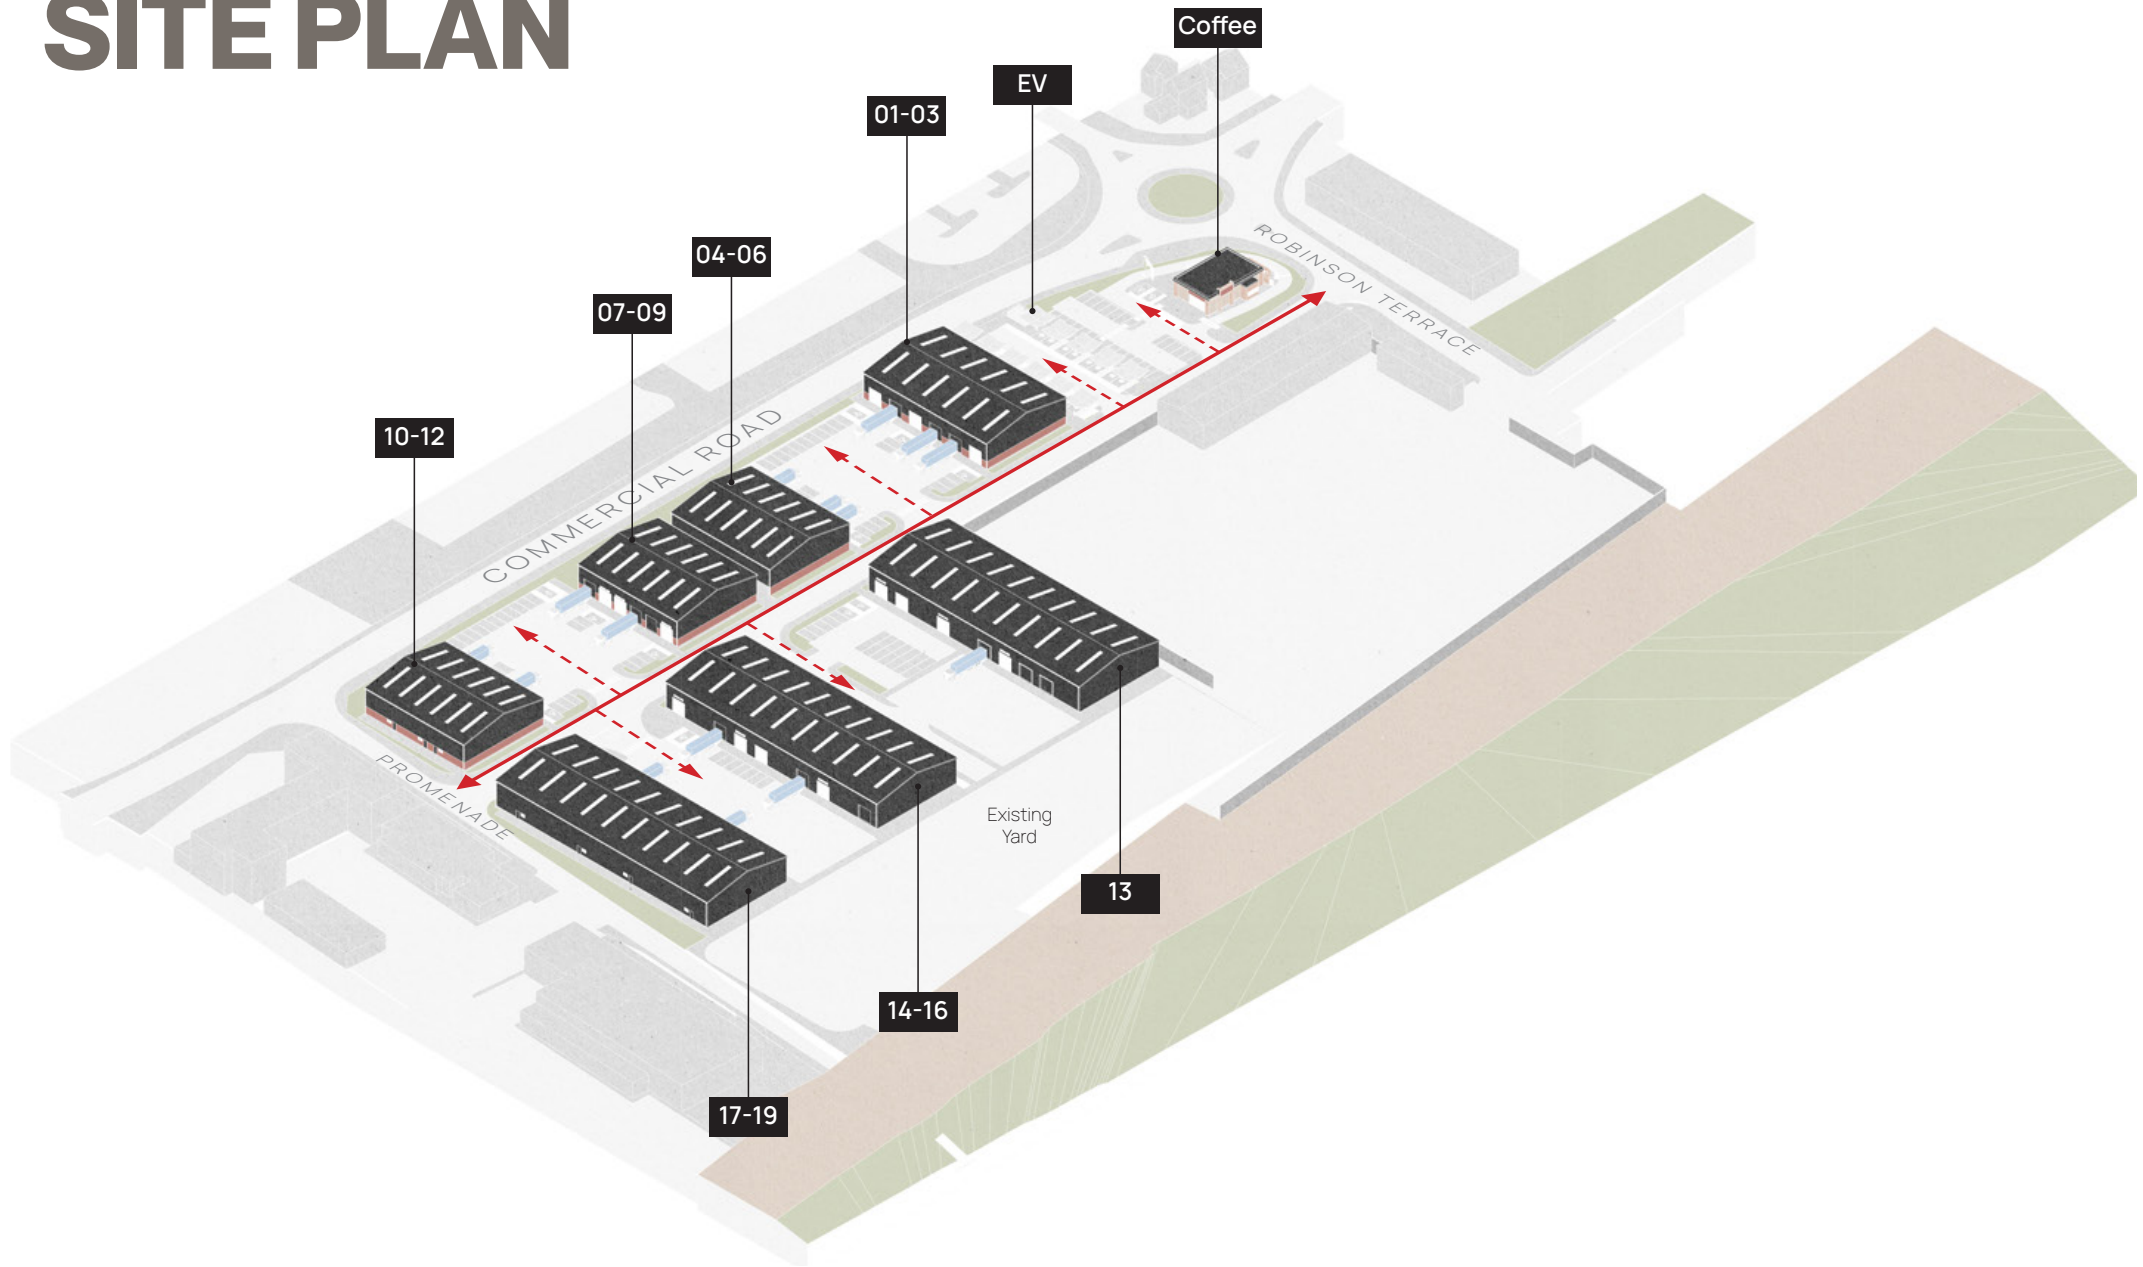 SITE PLAN
Coffee
EV
01-03
04-06
07-09
10-12
ROBINSON TERRACE
COMMERCIAL ROAD
PROMENADE
Existing
Yard
13
14-16
17-19